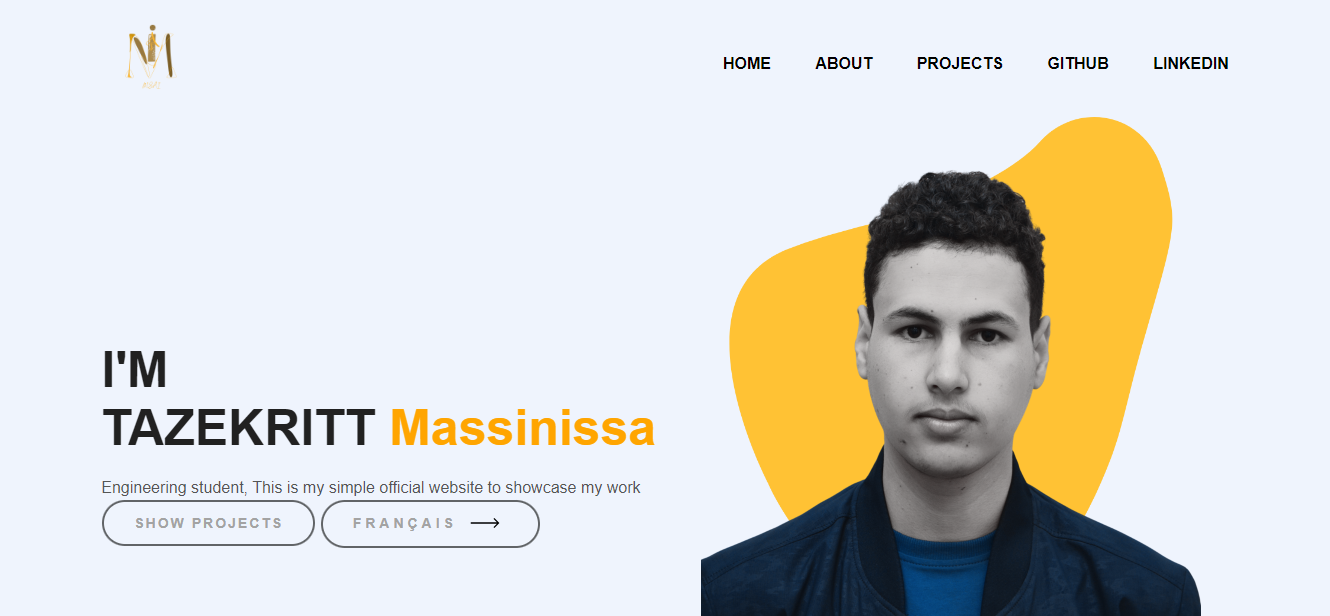 HOME ABOUT PROJECTS GITHUB LINKEDIN
I'M
TAZEKRITT Massinissa
Engineering student, This is my simple official website to showcase my work
SHOW PROJECTS FRANÇAIS